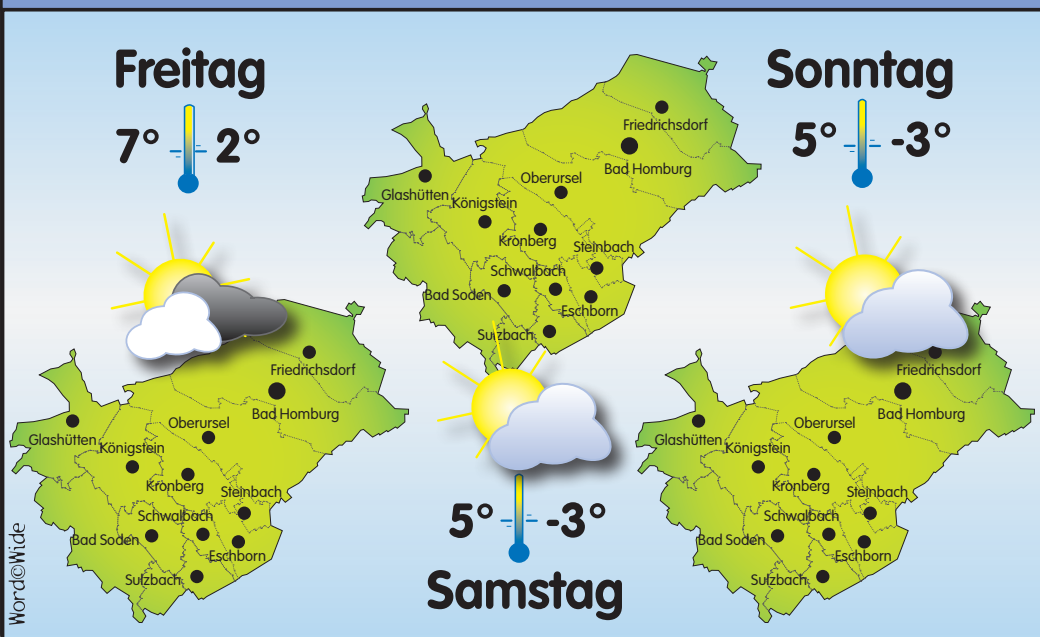 Freitag
7° 2°
Glashütten
Königstein
Oberursel
Friedrichsdorf
Bad Homburg
Kronberg
Steinbach
Schwalbach
Bad Soden
Eschborn
Sulzbach
Friedrichsdorf
Bad Homburg
Oberursel
Glashütten
Königstein
Kronberg
Steinbach
Schwalbach
Bad Soden
Eschborn
Sulzbach
5° -3°
Samstag
Sonntag
5° -3°
Friedrichsdorf
Bad Homburg
Oberursel
Glashütten
Königstein
Kronberg
Steinbach
Schwalbach
Bad Soden
Eschborn
Sulzbach
Word©Wide